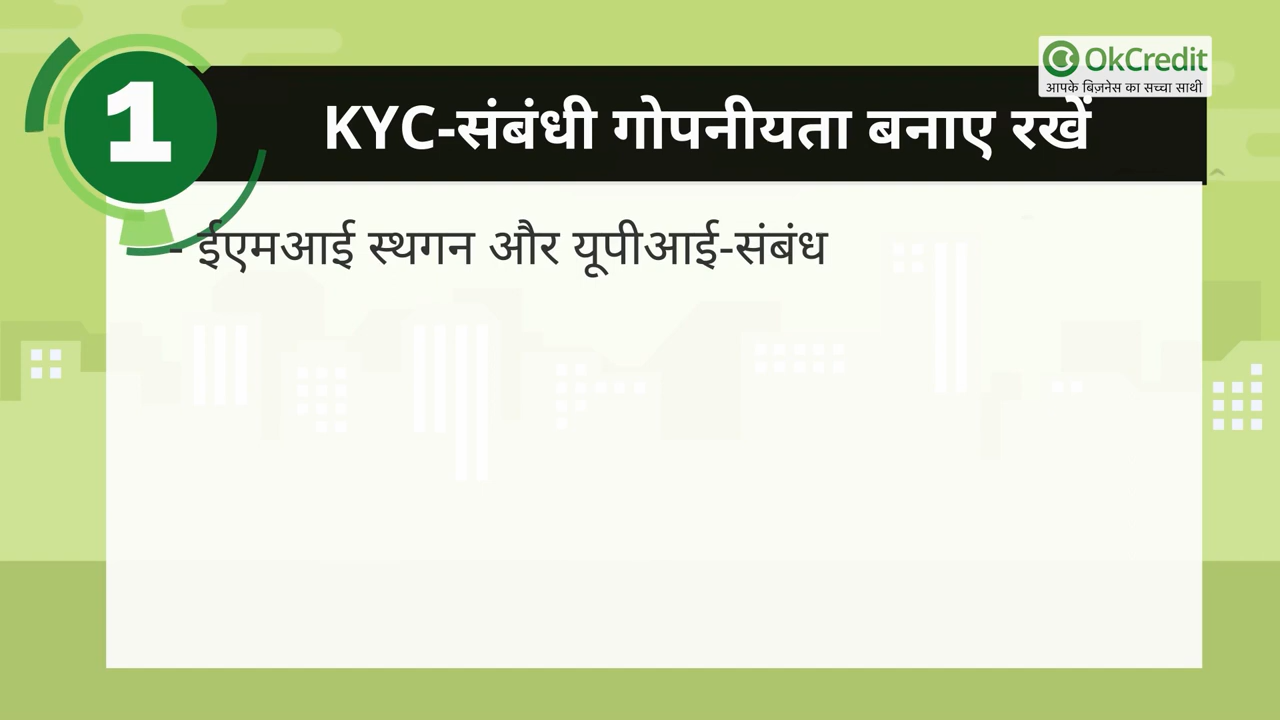 1
OkCredit
आपके बिज़नेस का सच्चा साथी
KYC-संबंधी गोपनीयता बनाए रखें
- ईएमआई स्थगन और यूपीआई-संबंध